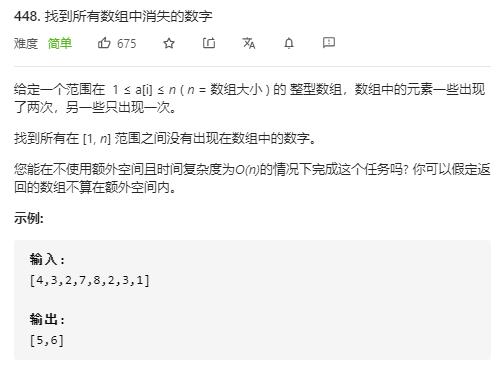 448. 找到所有数组中消失的数字
难度 简单 675
给定一个范围在 1 ≤ a[i] ≤ n ( n = 数组大小 ) 的 整型数组，数组中的元素一些出现
了两次，另一些只出现一次。
找到所有在 [1, n] 范围之间没有出现在数组中的数字。
您能在不使用额外空间且时间复杂度为O(n)的情况下完成这个任务吗? 你可以假定返
回的数组不算在额外空间内。
示例:
输入:
[4,3,2,7,8,2,3,1]
输出:
[5,6]